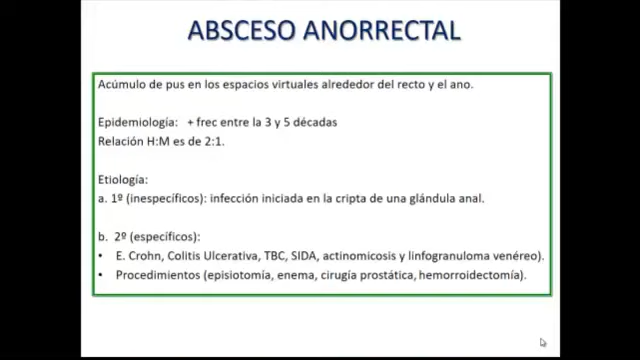 ABSCESO ANORRECTAL
Acúmulo de pus en los espacios virtuales alrededor del recto y el ano.
Epidemiología: + frec entre la 3 y 5 décadas
Relación H:M es de 2:1.
Etiología:
a. 1º (inespecíficos): infección iniciada en la cripta de una glándula anal.
b. 2º (específicos):
• E. Crohn, Colitis Ulcerativa, TBC, SIDA, actinomicosis y linfogranuloma venéreo).
• Procedimientos (episiotomía, enema, cirugía prostática, hemorroidectomía).